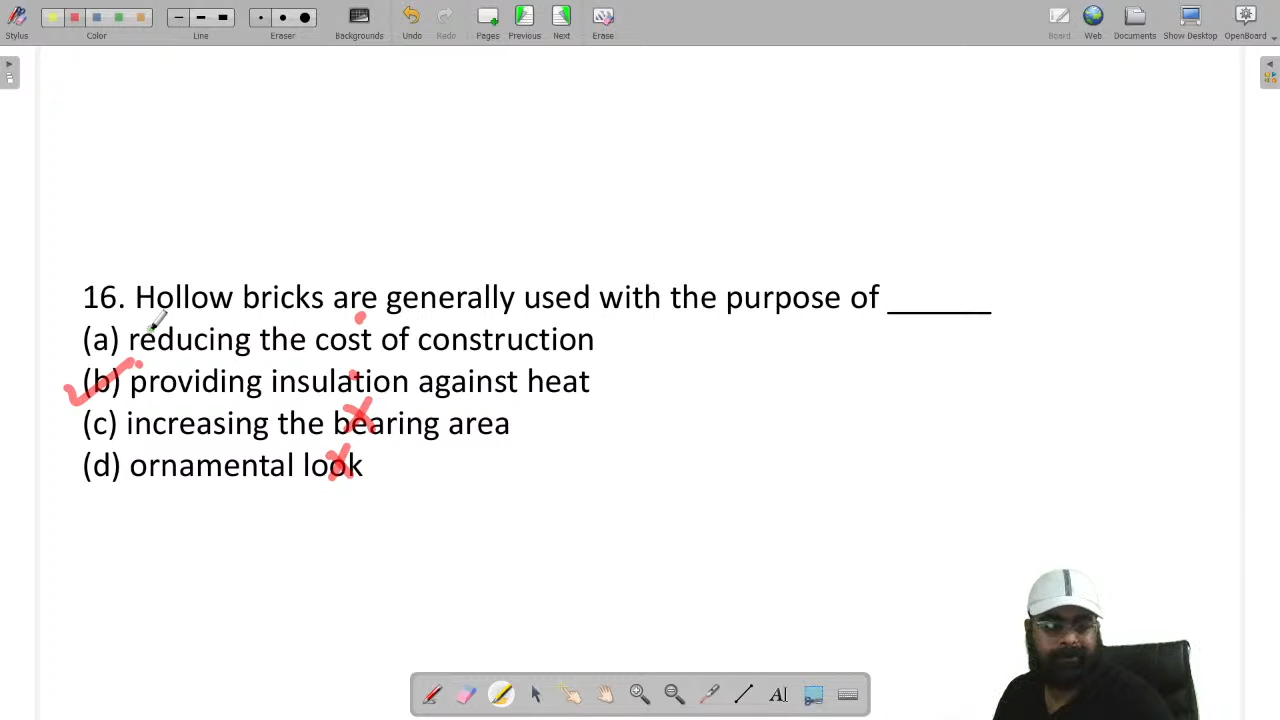 Stylus
Color
Line
Eraser
Backgrounds
Undo
Redo
Pages
Previous
Next
Erase
Board
Web
Documents
Show Desktop
OpenBoard
16. Hollow bricks are generally used with the purpose of ______
(a) reducing the cost of construction
(b) providing insulation against heat
(c) increasing the bearing area
(d) ornamental look
AI